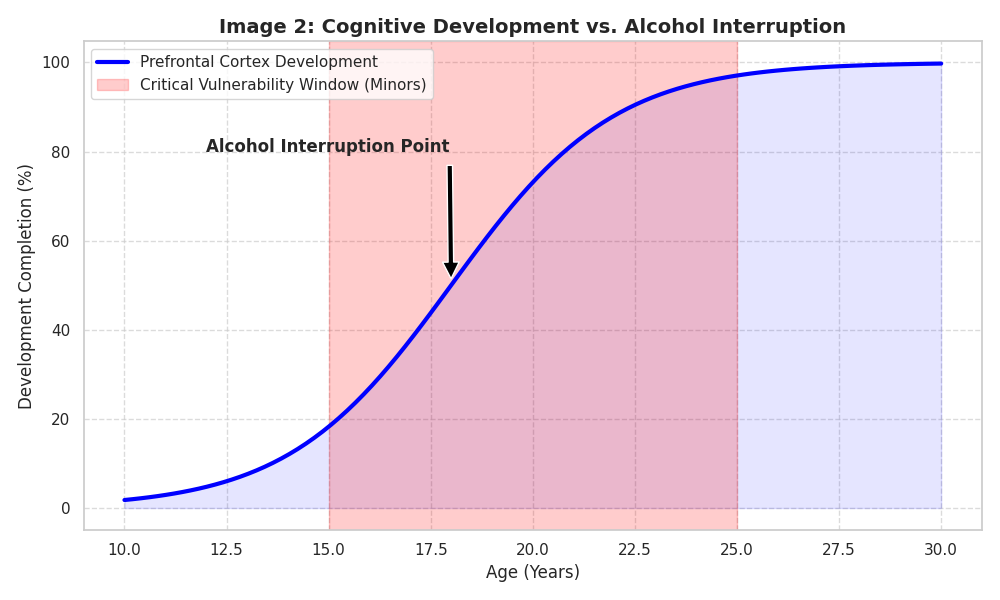 Image 2: Cognitive Development vs. Alcohol Interruption
Prefrontal Cortex Development
Critical Vulnerability Window (Minors)
Alcohol Interruption Point
Development Completion (%)
100
80
60
40
20
0
10.0 12.5 15.0 17.5 20.0 22.5 25.0 27.5 30.0
Age (Years)